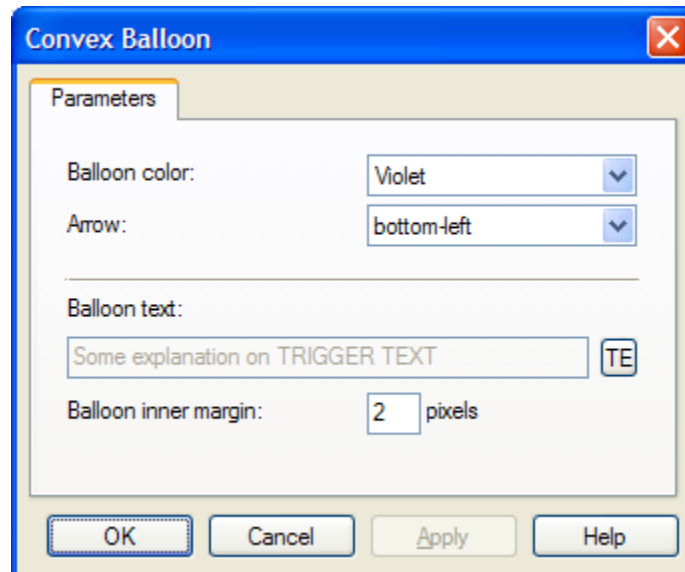 Convex Balloon
Parameters
Balloon color: Violet
Arrow: bottom-left
Balloon text:
Some explanation on TRIGGER TEXT TE
Balloon inner margin: 2 pixels
OK Cancel Apply Help